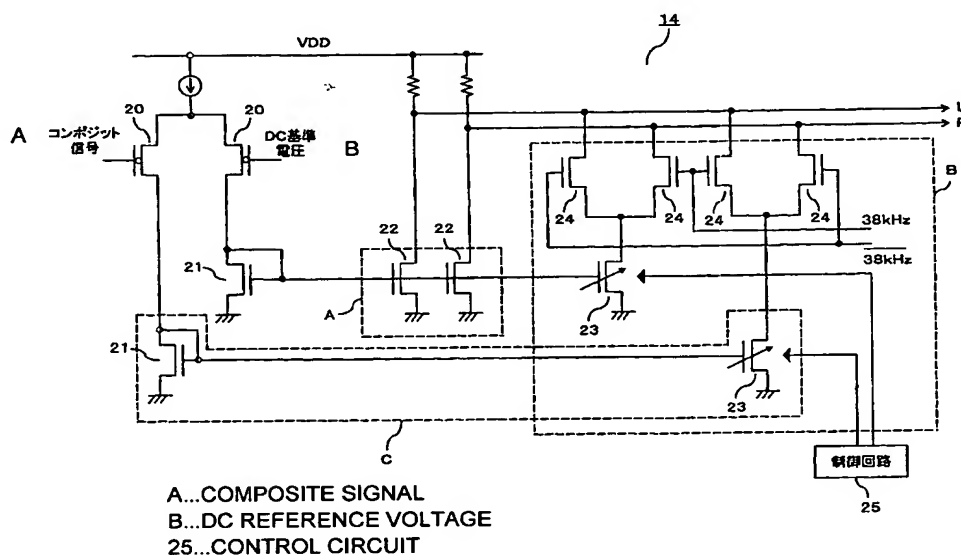 14
VDD
20
20
A
コンポジット
信号
DC基準
電圧
B
L
R
B
24
24
24
24
38kHz
38kHz
22
22
21
A
23
21
23
C
制御回路
25
A...COMPOSITE SIGNAL
B...DC REFERENCE VOLTAGE
25...CONTROL CIRCUIT